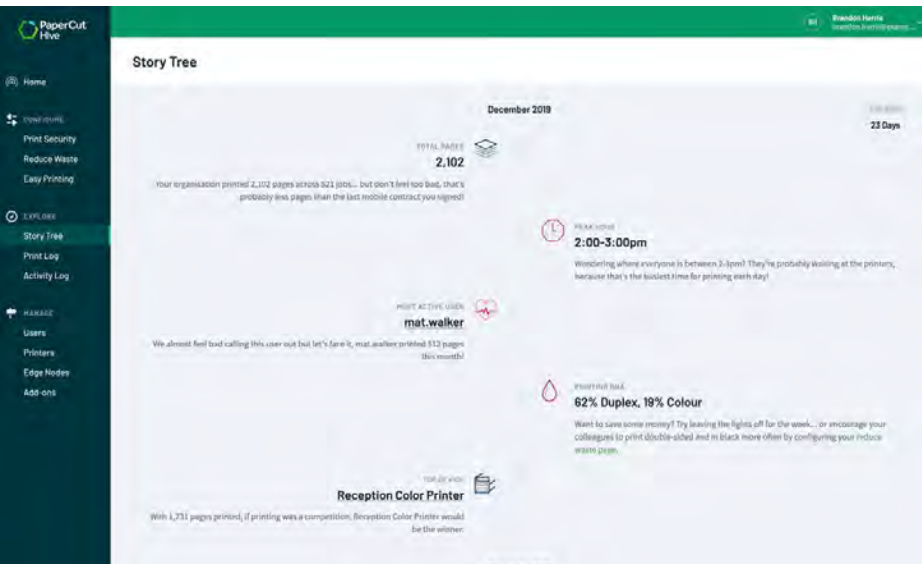 PaperCut
Hive
Brandon Harris
Story Tree
Home
December 2019
23 Days
CONFIGURE
Print Security
Reduce Waste
Easy Printing
TOTAL PAGES
2,102
Your organisation printed 2,102 pages across 521 jobs... but don't feel too bad, that's
probably less pages than the last mobile contract you signed!
EXPLORE
Story Tree
Print Log
Activity Log
PEAK HOUR
2:00-3:00pm
Wondering where everyone is between 2-3pm? They're probably waiting at the printers,
because that's the busiest time for printing each day!
MANAGE
Users
Printers
Edge Nodes
Add-ons
MOST ACTIVE USER
mat.walker
We almost feel bad calling this user out but let's face it, mat.walker printed 512 pages
this month!
PRINTING DNA
62% Duplex, 19% Colour
Want to save some money? Try leaving the lights off for the week... or encourage your
colleagues to print double-sided and in black more often by configuring your reduce
waste page.
TOP DEVICE
Reception Color Printer
With 1,731 pages printed, if printing was a competition, Reception Color Printer would
be the winner.